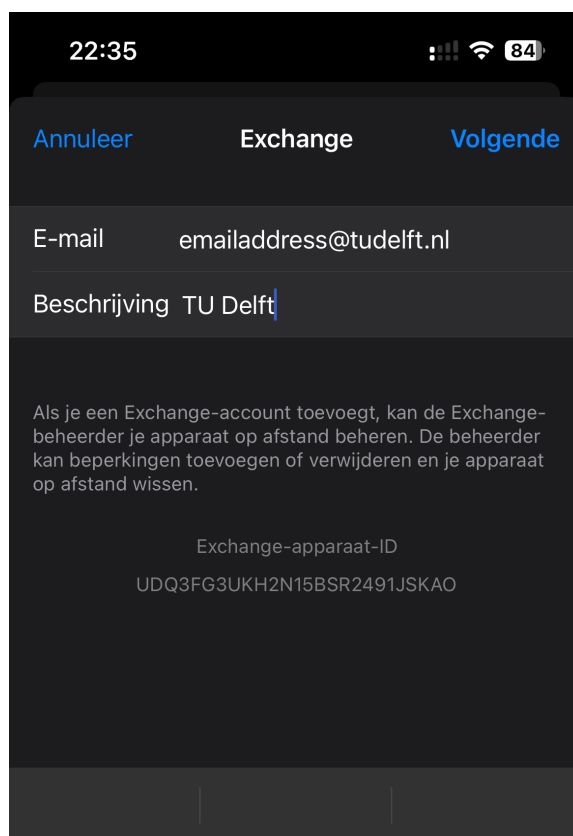 22:35
84
Annuleer Exchange Volgende
E-mail emailaddress@tudelft.nl
Beschrijving TU Delft
Als je een Exchange-account toevoegt, kan de Exchange-
beheerder je apparaat op afstand beheren. De beheerder
kan beperkingen toevoegen of verwijderen en je apparaat
op afstand wissen.
Exchange-apparaat-ID
UDQ3FG3UKH2N15BSR2491JSKAO